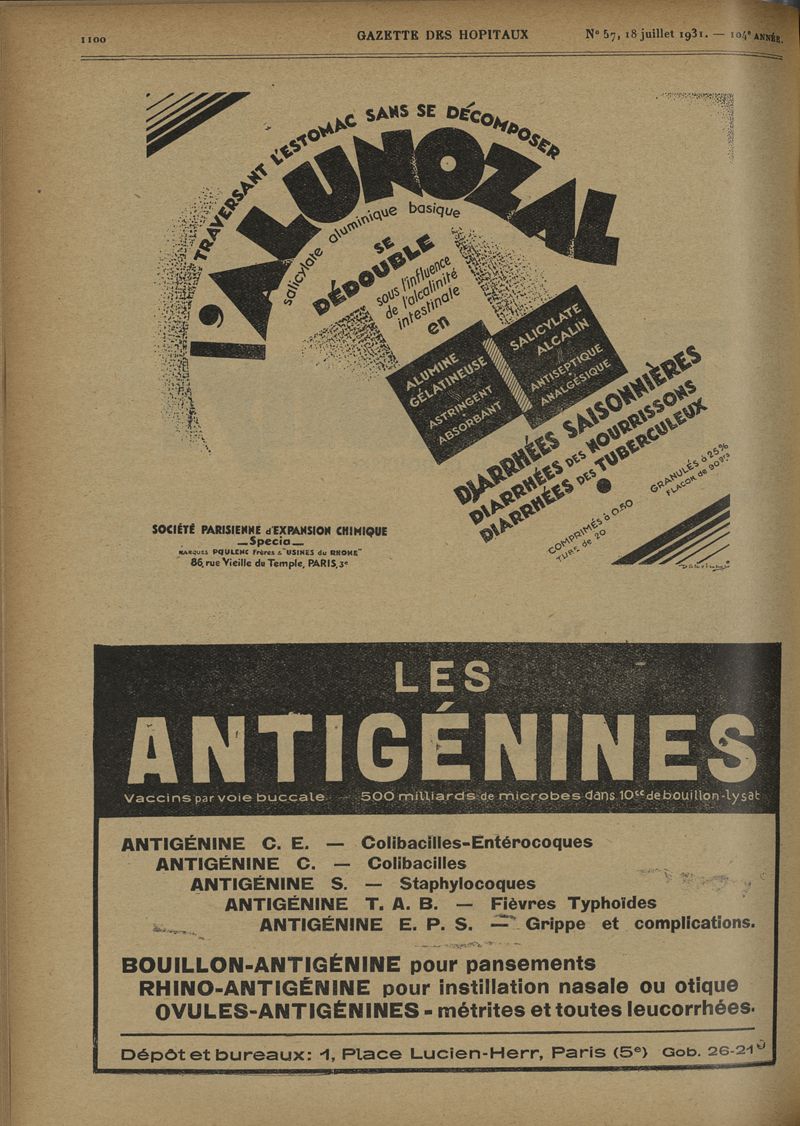 1100
GAZETTE DES HOPITAUX
N° 57, 18 juillet 1931. — 104e ANNÉE.
TRAVERSANT L'ESTOMAC SANS SE DÉCOMPOSER
l'ALUNOZAL
salicylate aluminique basique
SE
DÉDOUBLE
sous l'influence
de l'alcalinité
intestinale
en
ALUMINE
GÉLATINEUSE
ASTRINGENT
ABSORBANT
SALICYLATE
ALCALIN
ANTISEPTIQUE
ANALGÉSIQUE
DIARRHÉES SAISONNIÈRES
DIARRHÉES DES NOURRISSONS
DIARRHÉES DES TUBERCULEUX
COMPRIMÉS à 0.50
TUBE de 20
GRANULÉS à 25%
FLACON de 90grs
SOCIÉTÉ PARISIENNE d'EXPANSION CHIMIQUE
—Specia—
MARQUES POULENC Frères & "USINES du RHONE"
86, rue Vieille du Temple, PARIS, 3e
LES
ANTIGÉNINES
Vaccins par voie buccale — 500 milliards de microbes dans 10cc de bouillon-lysat
ANTIGÉNINE C. E. — Colibacilles-Entérocoques
ANTIGÉNINE C. — Colibacilles
ANTIGÉNINE S. — Staphylocoques
ANTIGÉNINE T. A. B. — Fièvres Typhoïdes
ANTIGÉNINE E. P. S. — Grippe et complications.
BOUILLON-ANTIGÉNINE pour pansements
RHINO-ANTIGÉNINE pour instillation nasale ou otique
OVULES-ANTIGÉNINES - métrites et toutes leucorrhées.
Dépôt et bureaux: 1, Place Lucien-Herr, Paris (5e) Gob. 26-21